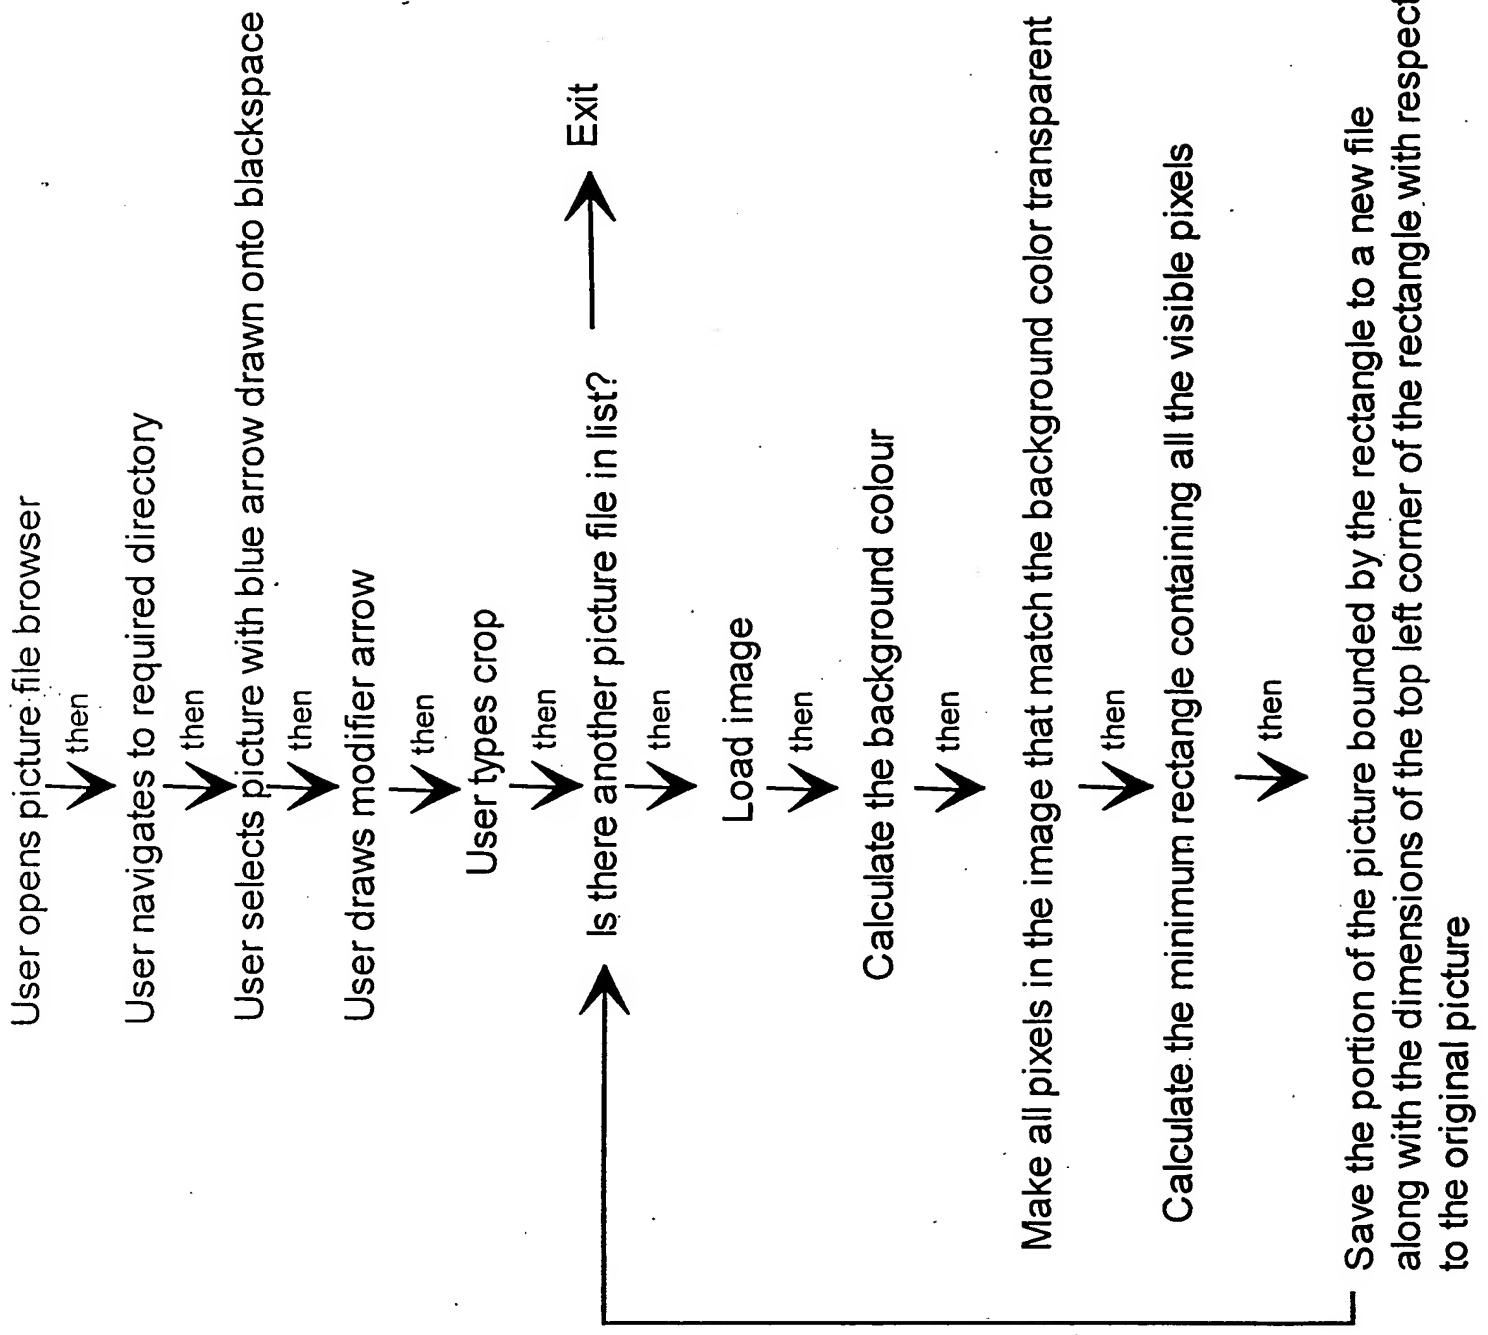 User opens picture file browser
then
User navigates to required directory
then
User selects picture with blue arrow drawn onto blackspace
then
User draws modifier arrow
then
User types crop
then
Is there another picture file in list?
Exit
then
Load image
then
Calculate the background colour
then
Make all pixels in the image that match the background color transparent
then
Calculate the minimum rectangle containing all the visible pixels
then
Save the portion of the picture bounded by the rectangle to a new file
along with the dimensions of the top left corner of the rectangle with respect
to the original picture